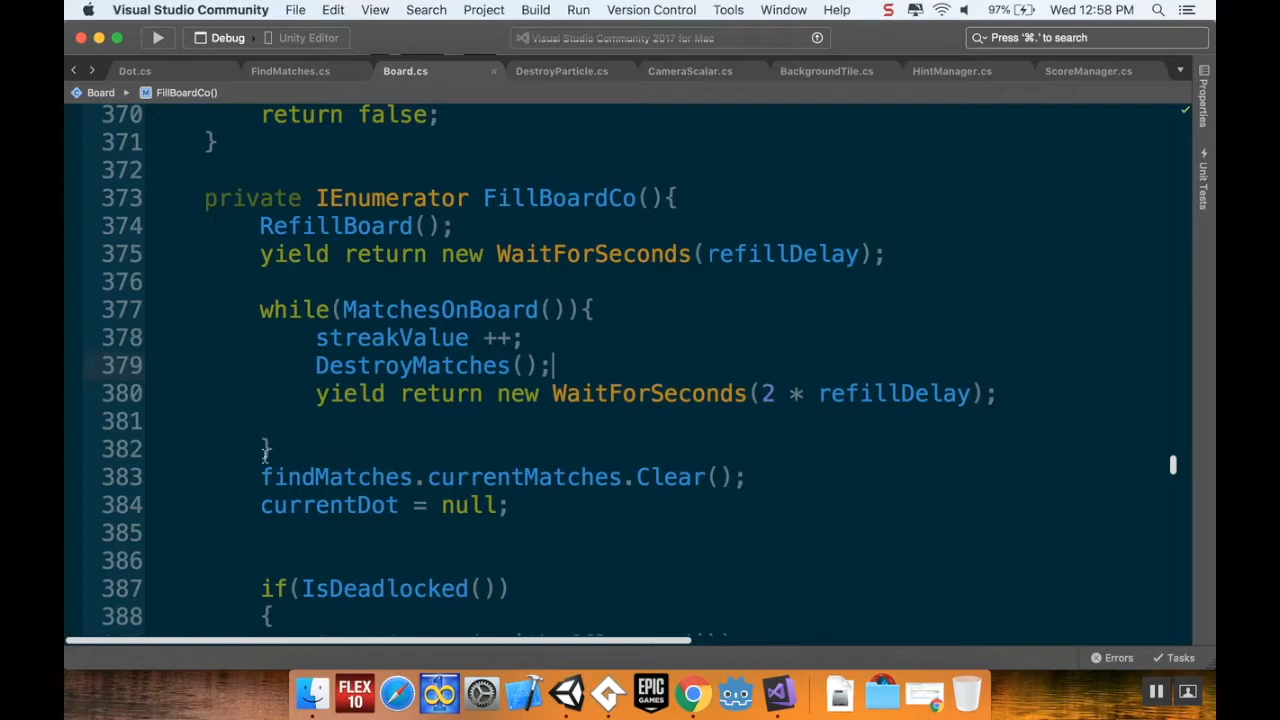 Visual Studio Community File Edit View Search Project Build Run Version Control Tools Window Help S 97% Wed 12:58 PM
Debug Unity Editor Visual Studio Community 2017 for Mac Press '⌘.' to search
Dot.cs FindMatches.cs Board.cs × DestroyParticle.cs CameraScalar.cs BackgroundTile.cs HintManager.cs ScoreManager.cs
Board FillBoardCo()
Properties
Unit Tests
370 return false;
371 }
372
373 private IEnumerator FillBoardCo(){
374 RefillBoard();
375 yield return new WaitForSeconds(refillDelay);
376
377 while(MatchesOnBoard()){
378 streakValue ++;
379 DestroyMatches();
380 yield return new WaitForSeconds(2 * refillDelay);
381
382 }
383 findMatches.currentMatches.Clear();
384 currentDot = null;
385
386
387 if(IsDeadlocked())
388 {
Errors Tasks
FLEX
10
EPIC
GAMES